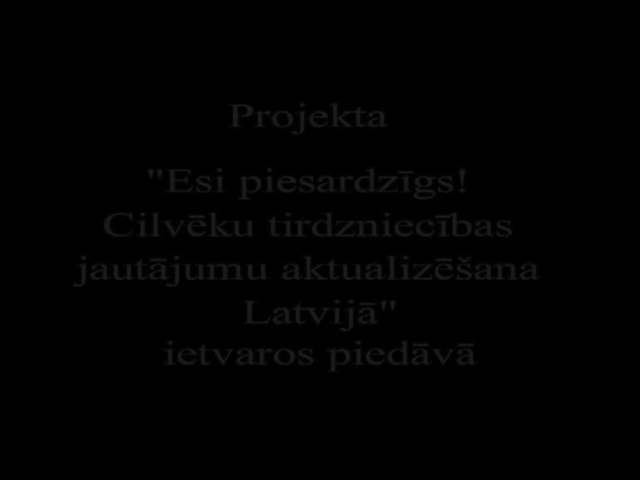 Projekta
"Esi piesardzīgs!
Cilvēku tirdzniecības
jautājumu aktualizēšana
Latvijā"
ietvaros piedāvā